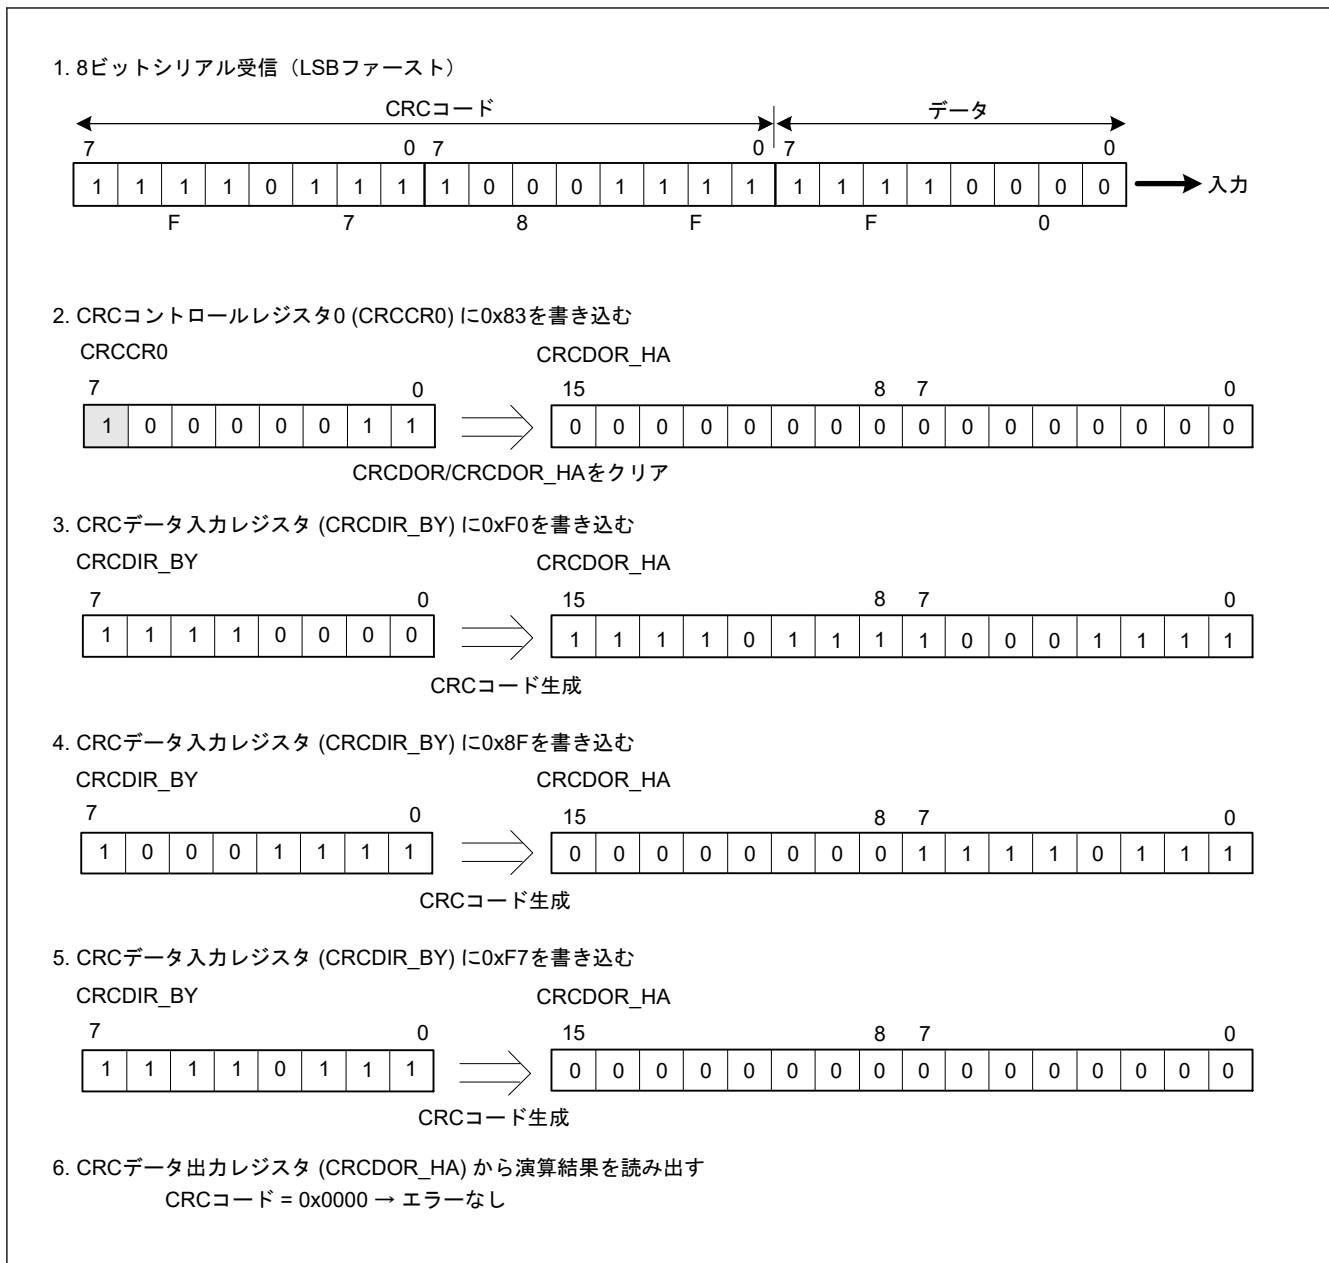 1. 8ビットシリアル受信（LSBファースト）
CRCコード データ
7 0 7 0 7 0
1 1 1 1 0 1 1 1 1 0 0 0 1 1 1 1 1 1 1 1 0 0 0 0 入力
F 7 8 F F 0
2. CRCコントロールレジスタ0 (CRCCR0) に0x83を書き込む
CRCCR0 CRCDOR_HA
7 0 15 8 7 0
1 0 0 0 0 0 1 1 0 0 0 0 0 0 0 0 0 0 0 0 0 0 0 0
CRCDOR/CRCDOR_HAをクリア
3. CRCデータ入力レジスタ (CRCDIR_BY) に0xF0を書き込む
CRCDIR_BY CRCDOR_HA
7 0 15 8 7 0
1 1 1 1 0 0 0 0 1 1 1 1 0 1 1 1 1 0 0 0 1 1 1 1
CRCコード生成
4. CRCデータ入力レジスタ (CRCDIR_BY) に0x8Fを書き込む
CRCDIR_BY CRCDOR_HA
7 0 15 8 7 0
1 0 0 0 1 1 1 1 0 0 0 0 0 0 0 0 1 1 1 1 0 1 1 1
CRCコード生成
5. CRCデータ入力レジスタ (CRCDIR_BY) に0xF7を書き込む
CRCDIR_BY CRCDOR_HA
7 0 15 8 7 0
1 1 1 1 0 1 1 1 0 0 0 0 0 0 0 0 0 0 0 0 0 0 0 0
CRCコード生成
6. CRCデータ出力レジスタ (CRCDOR_HA) から演算結果を読み出す
CRCコード = 0x0000 → エラーなし